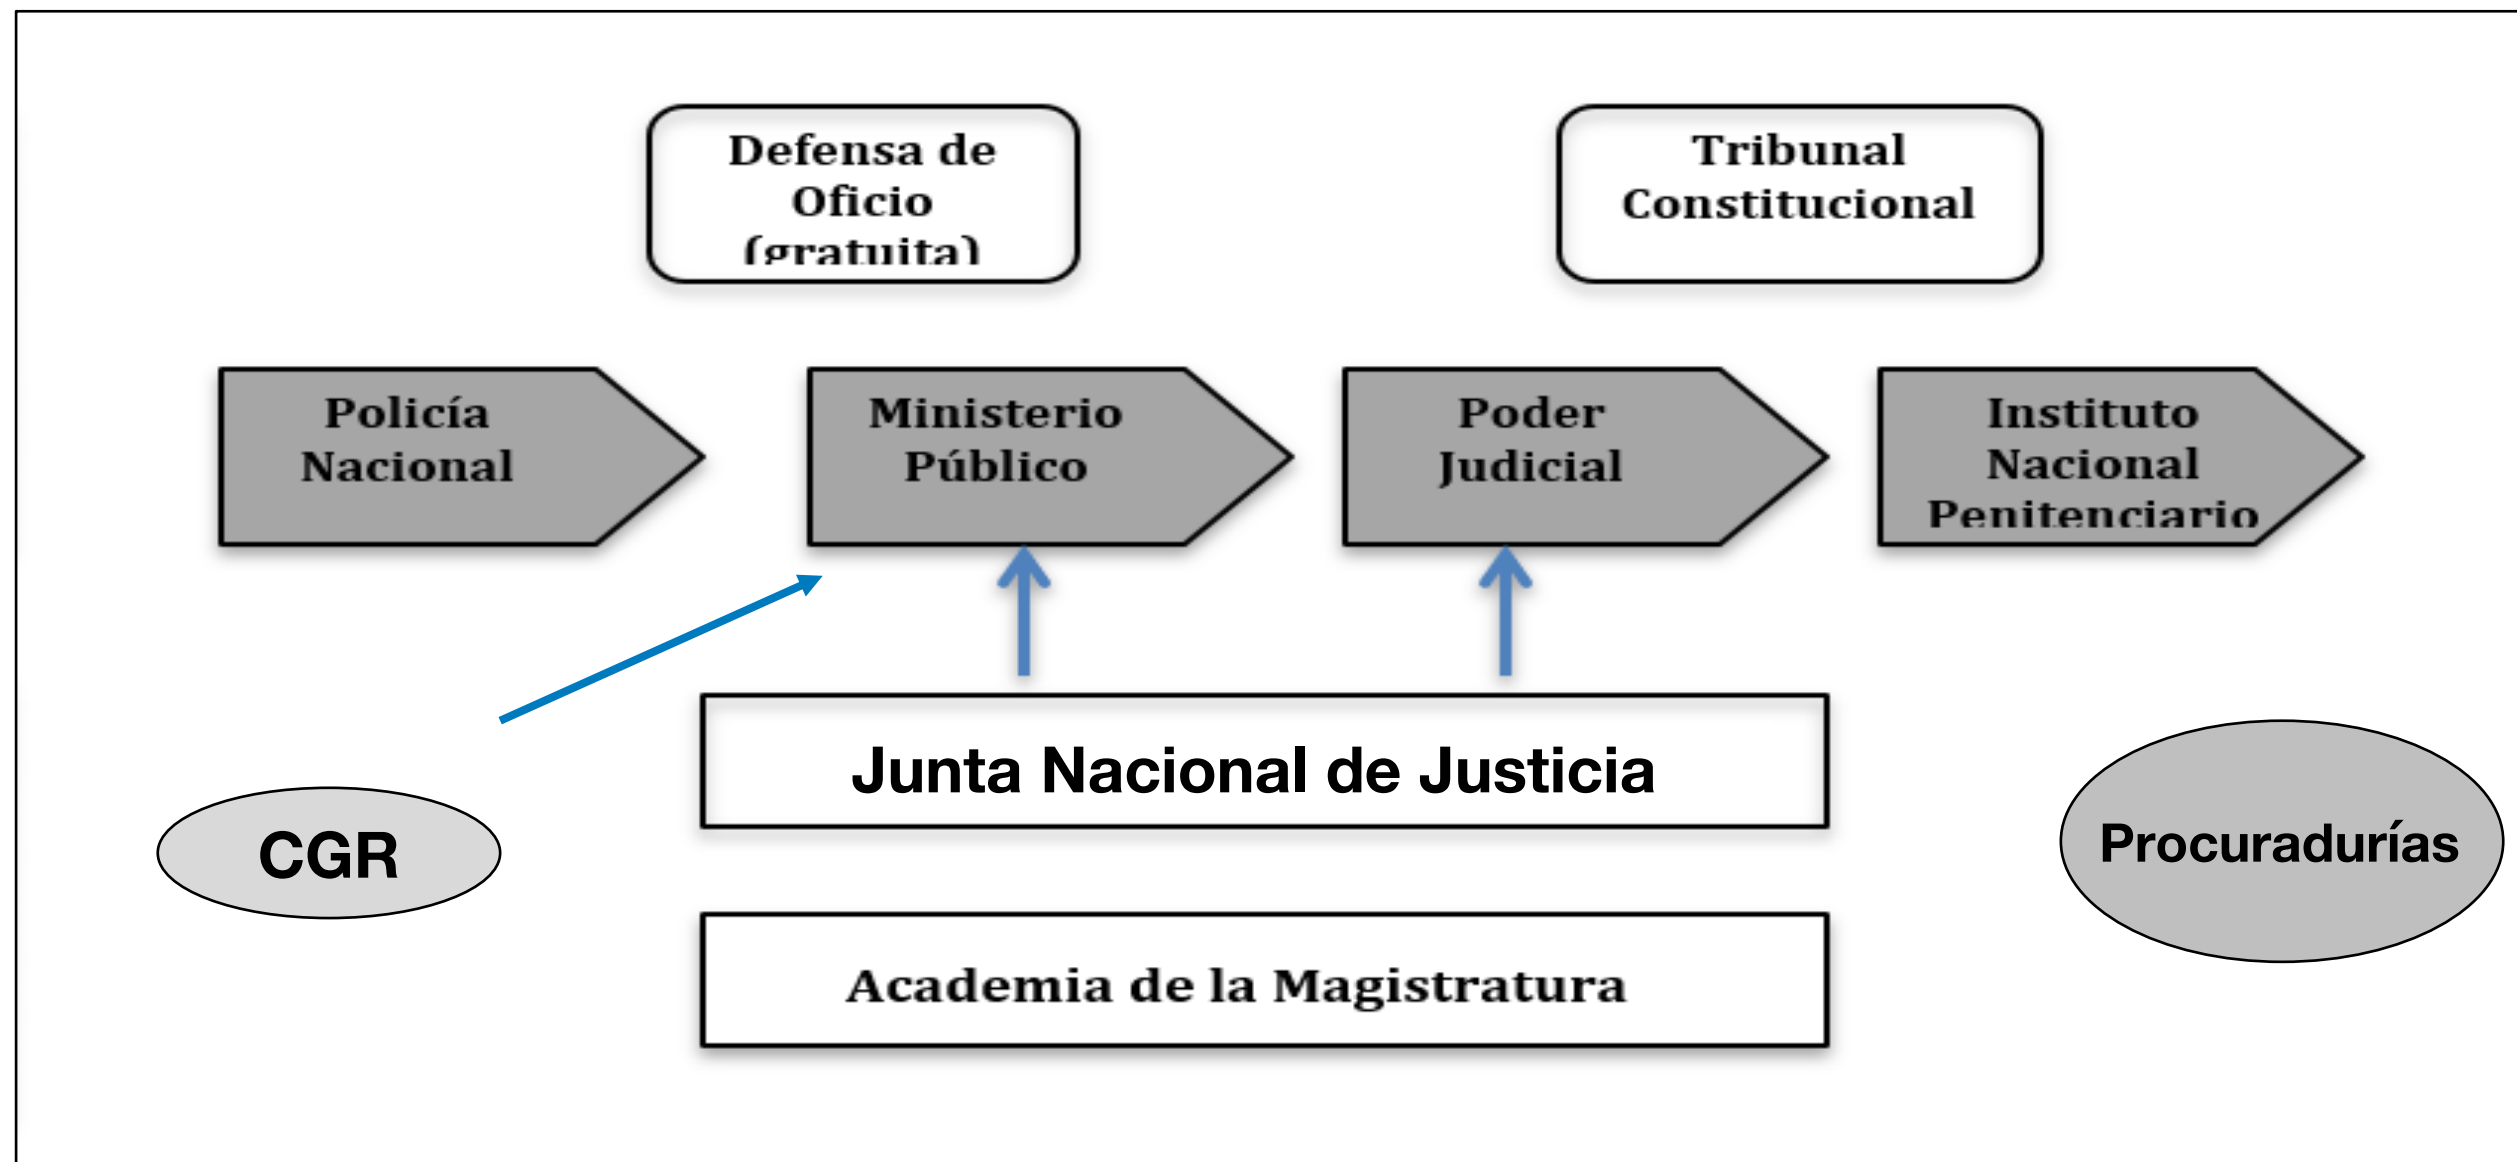 Defensa de
Oficio
(gratuita)
Tribunal
Constitucional
Policía
Nacional
Ministerio
Público
Poder
Judicial
Instituto
Nacional
Penitenciario
Junta Nacional de Justicia
CGR
Procuradurías
Academia de la Magistratura